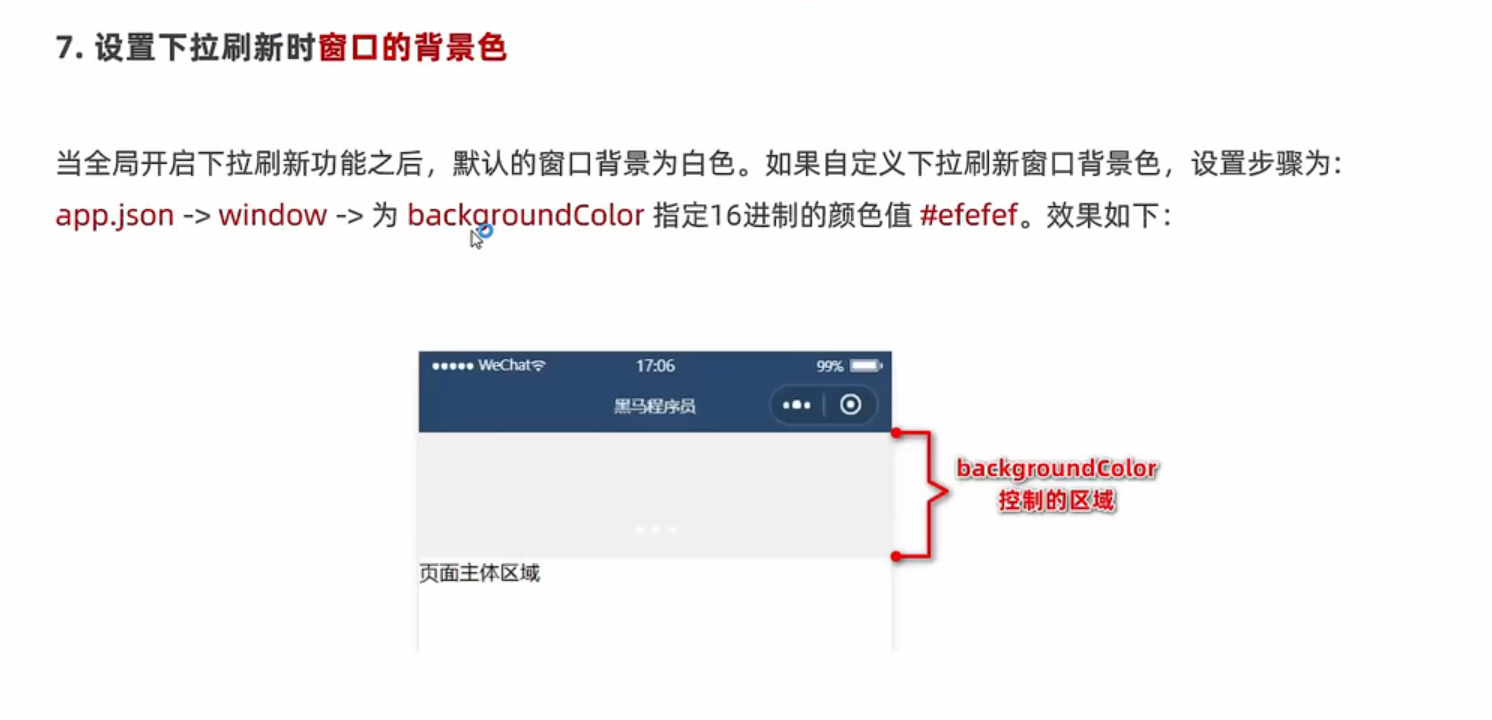 7. 设置下拉刷新时窗口的背景色
当全局开启下拉刷新功能之后，默认的窗口背景为白色。如果自定义下拉刷新窗口背景色，设置步骤为：
app.json -> window -> 为 backgroundColor 指定16进制的颜色值 #efefef。效果如下：
WeChat 17:06 99%
黑马程序员
backgroundColor
控制的区域
页面主体区域